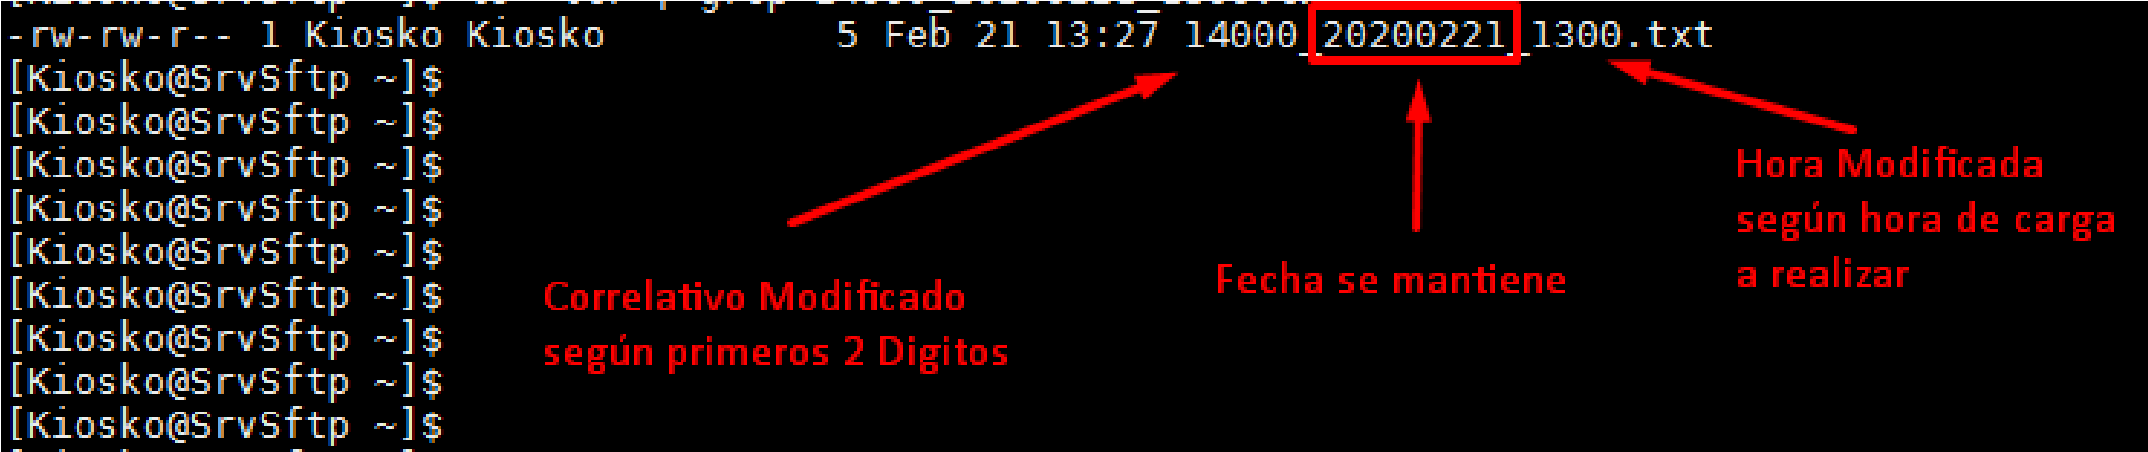 -rw-rw-r-- 1 Kiosko Kiosko 5 Feb 21 13:27 14000_20200221_1300.txt
[Kiosko@SrvSftp ~]$
[Kiosko@SrvSftp ~]$
[Kiosko@SrvSftp ~]$
[Kiosko@SrvSftp ~]$
[Kiosko@SrvSftp ~]$
[Kiosko@SrvSftp ~]$
[Kiosko@SrvSftp ~]$
[Kiosko@SrvSftp ~]$
[Kiosko@SrvSftp ~]$
Correlativo Modificado
según primeros 2 Digitos
Fecha se mantiene
Hora Modificada
según hora de carga
a realizar